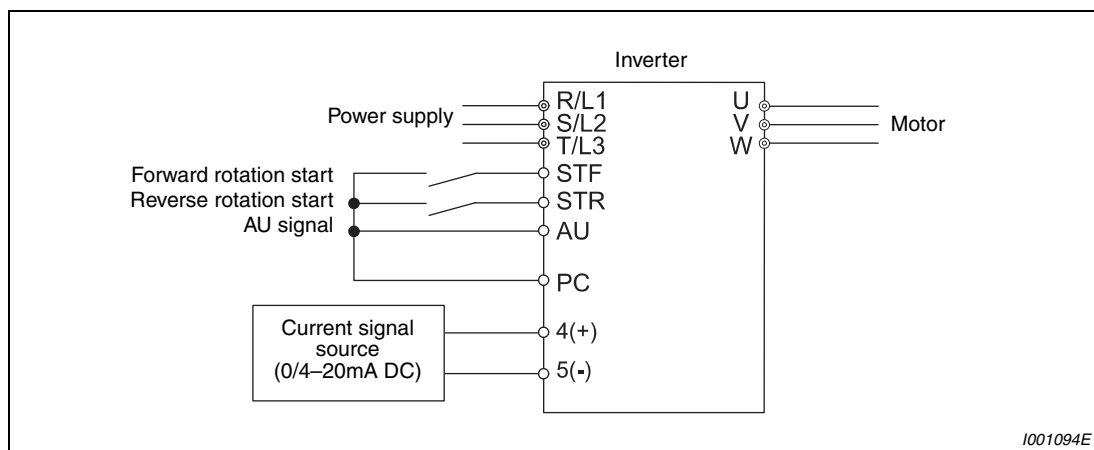 Inverter
Power supply
R/L1
S/L2
T/L3
U
V
W
Motor
Forward rotation start
STF
Reverse rotation start
STR
AU signal
AU
PC
Current signal
source
(0/4–20mA DC)
4(+)
5(-)
I001094E